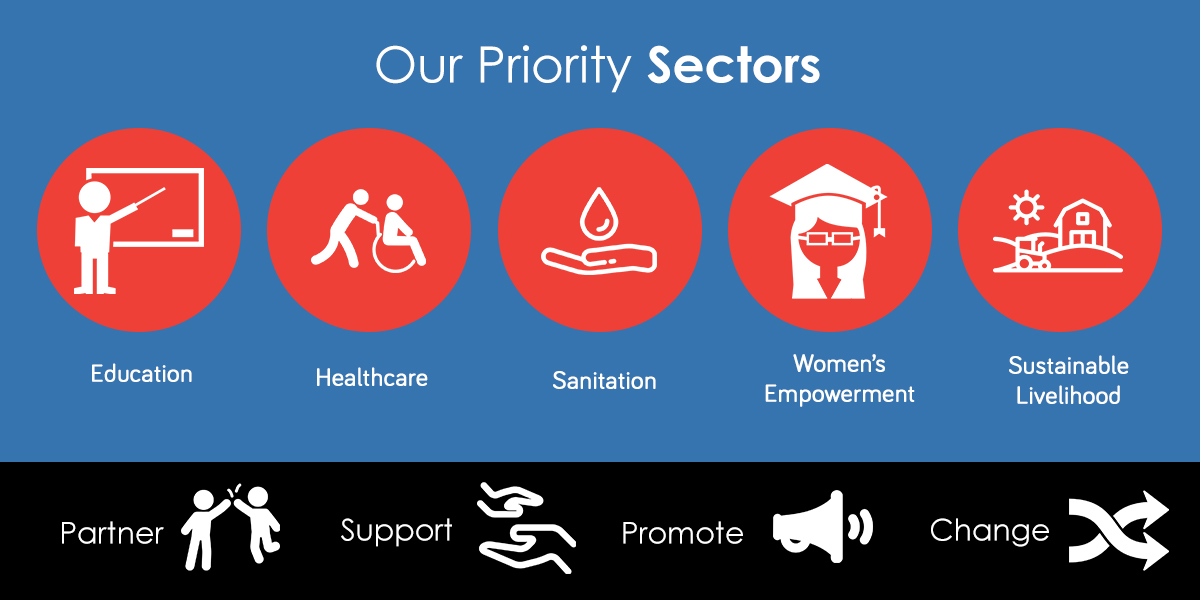 Our Priority Sectors
Education
Healthcare
Sanitation
Women’s
Empowerment
Sustainable
Livelihood
Partner
Support
Promote
Change